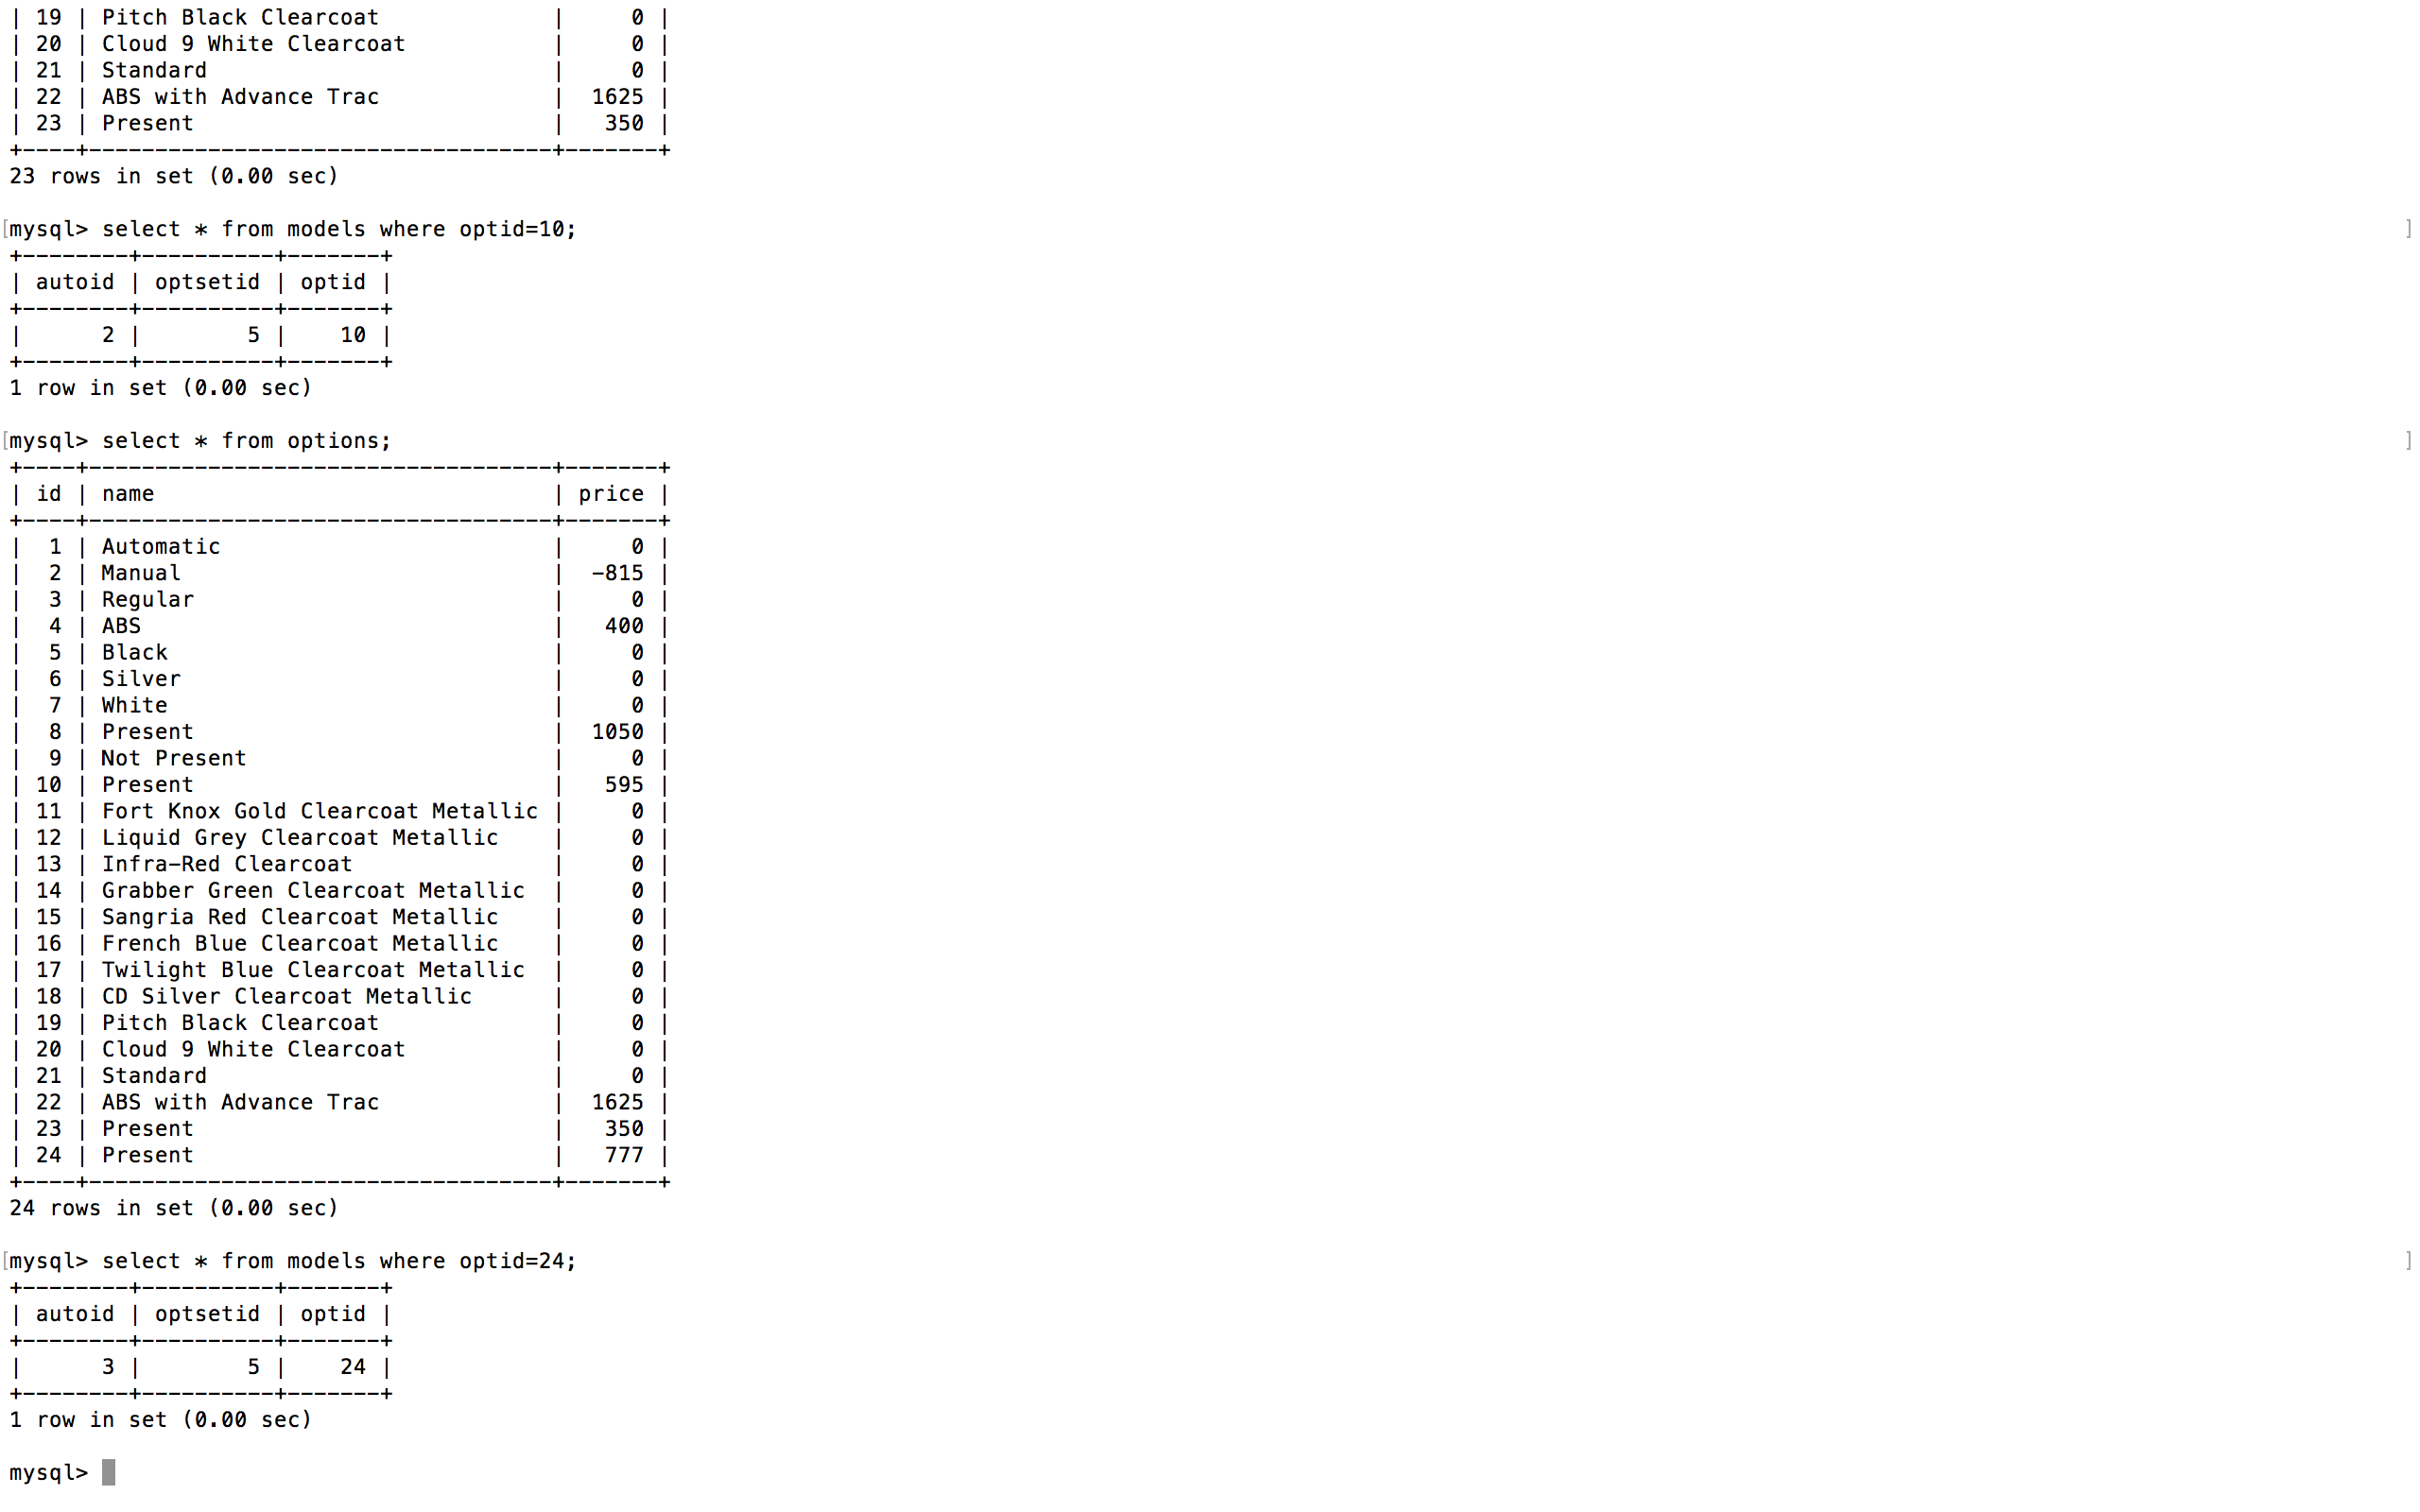 | 19 | Pitch Black Clearcoat             |     0 |
| 20 | Cloud 9 White Clearcoat           |     0 |
| 21 | Standard                          |     0 |
| 22 | ABS with Advance Trac             |  1625 |
| 23 | Present                           |   350 |
+----+-----------------------------------+-------+
23 rows in set (0.00 sec)

[mysql> select * from models where optid=10; ]
+--------+----------+-------+
| autoid | optsetid | optid |
+--------+----------+-------+
|      2 |        5 |    10 |
+--------+----------+-------+
1 row in set (0.00 sec)

[mysql> select * from options; ]
+----+-----------------------------------+-------+
| id | name                              | price |
+----+-----------------------------------+-------+
|  1 | Automatic                         |     0 |
|  2 | Manual                            |  -815 |
|  3 | Regular                           |     0 |
|  4 | ABS                               |   400 |
|  5 | Black                             |     0 |
|  6 | Silver                            |     0 |
|  7 | White                             |     0 |
|  8 | Present                           |  1050 |
|  9 | Not Present                       |     0 |
| 10 | Present                           |   595 |
| 11 | Fort Knox Gold Clearcoat Metallic |     0 |
| 12 | Liquid Grey Clearcoat Metallic    |     0 |
| 13 | Infra-Red Clearcoat               |     0 |
| 14 | Grabber Green Clearcoat Metallic  |     0 |
| 15 | Sangria Red Clearcoat Metallic    |     0 |
| 16 | French Blue Clearcoat Metallic    |     0 |
| 17 | Twilight Blue Clearcoat Metallic  |     0 |
| 18 | CD Silver Clearcoat Metallic      |     0 |
| 19 | Pitch Black Clearcoat             |     0 |
| 20 | Cloud 9 White Clearcoat           |     0 |
| 21 | Standard                          |     0 |
| 22 | ABS with Advance Trac             |  1625 |
| 23 | Present                           |   350 |
| 24 | Present                           |   777 |
+----+-----------------------------------+-------+
24 rows in set (0.00 sec)

[mysql> select * from models where optid=24; ]
+--------+----------+-------+
| autoid | optsetid | optid |
+--------+----------+-------+
|      3 |        5 |    24 |
+--------+----------+-------+
1 row in set (0.00 sec)

mysql>